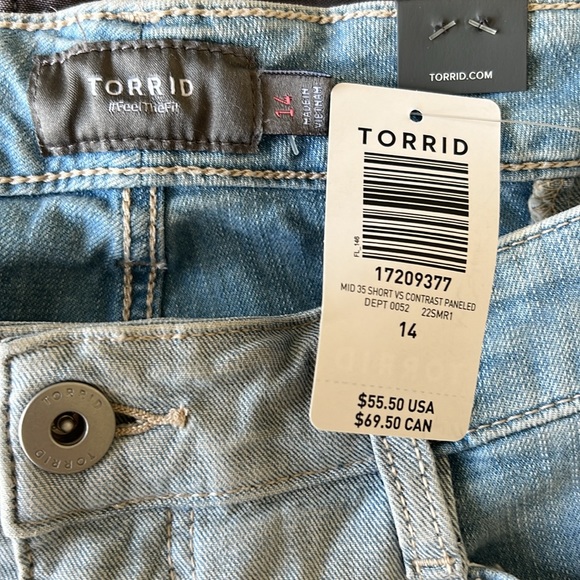 TORRID
#FeelTheFit
14
MADE IN
VIETNAM
TORRID.COM
TORRID
FL_146
17209377
MID 35 SHORT VS CONTRAST PANELED
DEPT 0052 22SMR1
14
$55.50 USA
$69.50 CAN
TORRID
TORRID